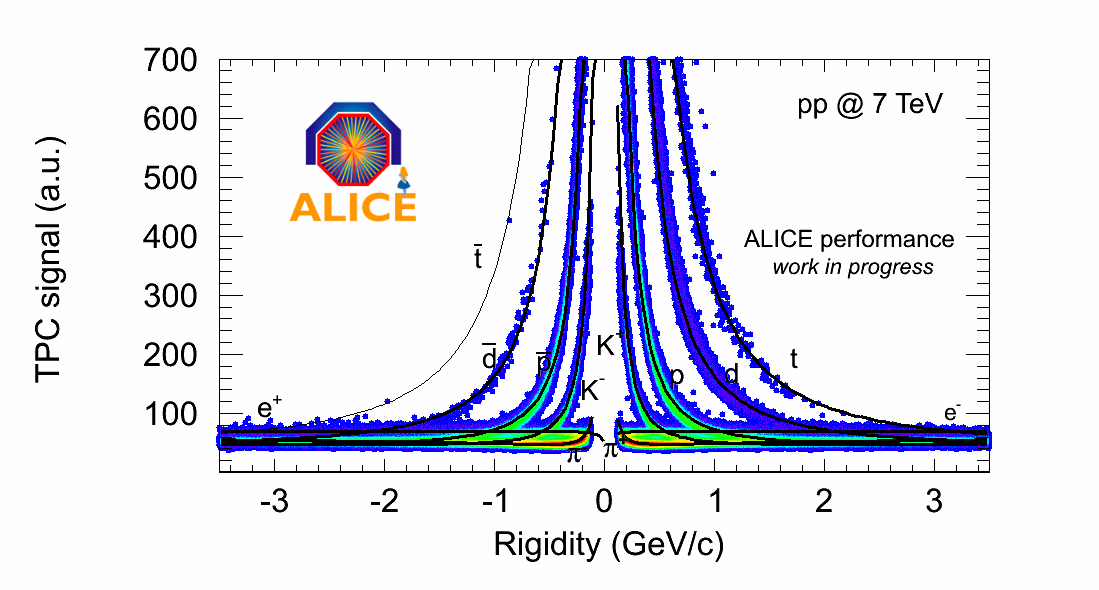 700
600
500
400
300
200
100
TPC signal (a.u.)
ALICE
pp @ 7 TeV
ALICE performance
work in progress
t̄
d̄
p̄
K⁺
K⁻
p
d
t
e⁺
e⁻
π
π⁺
-3 -2 -1 0 1 2 3
Rigidity (GeV/c)